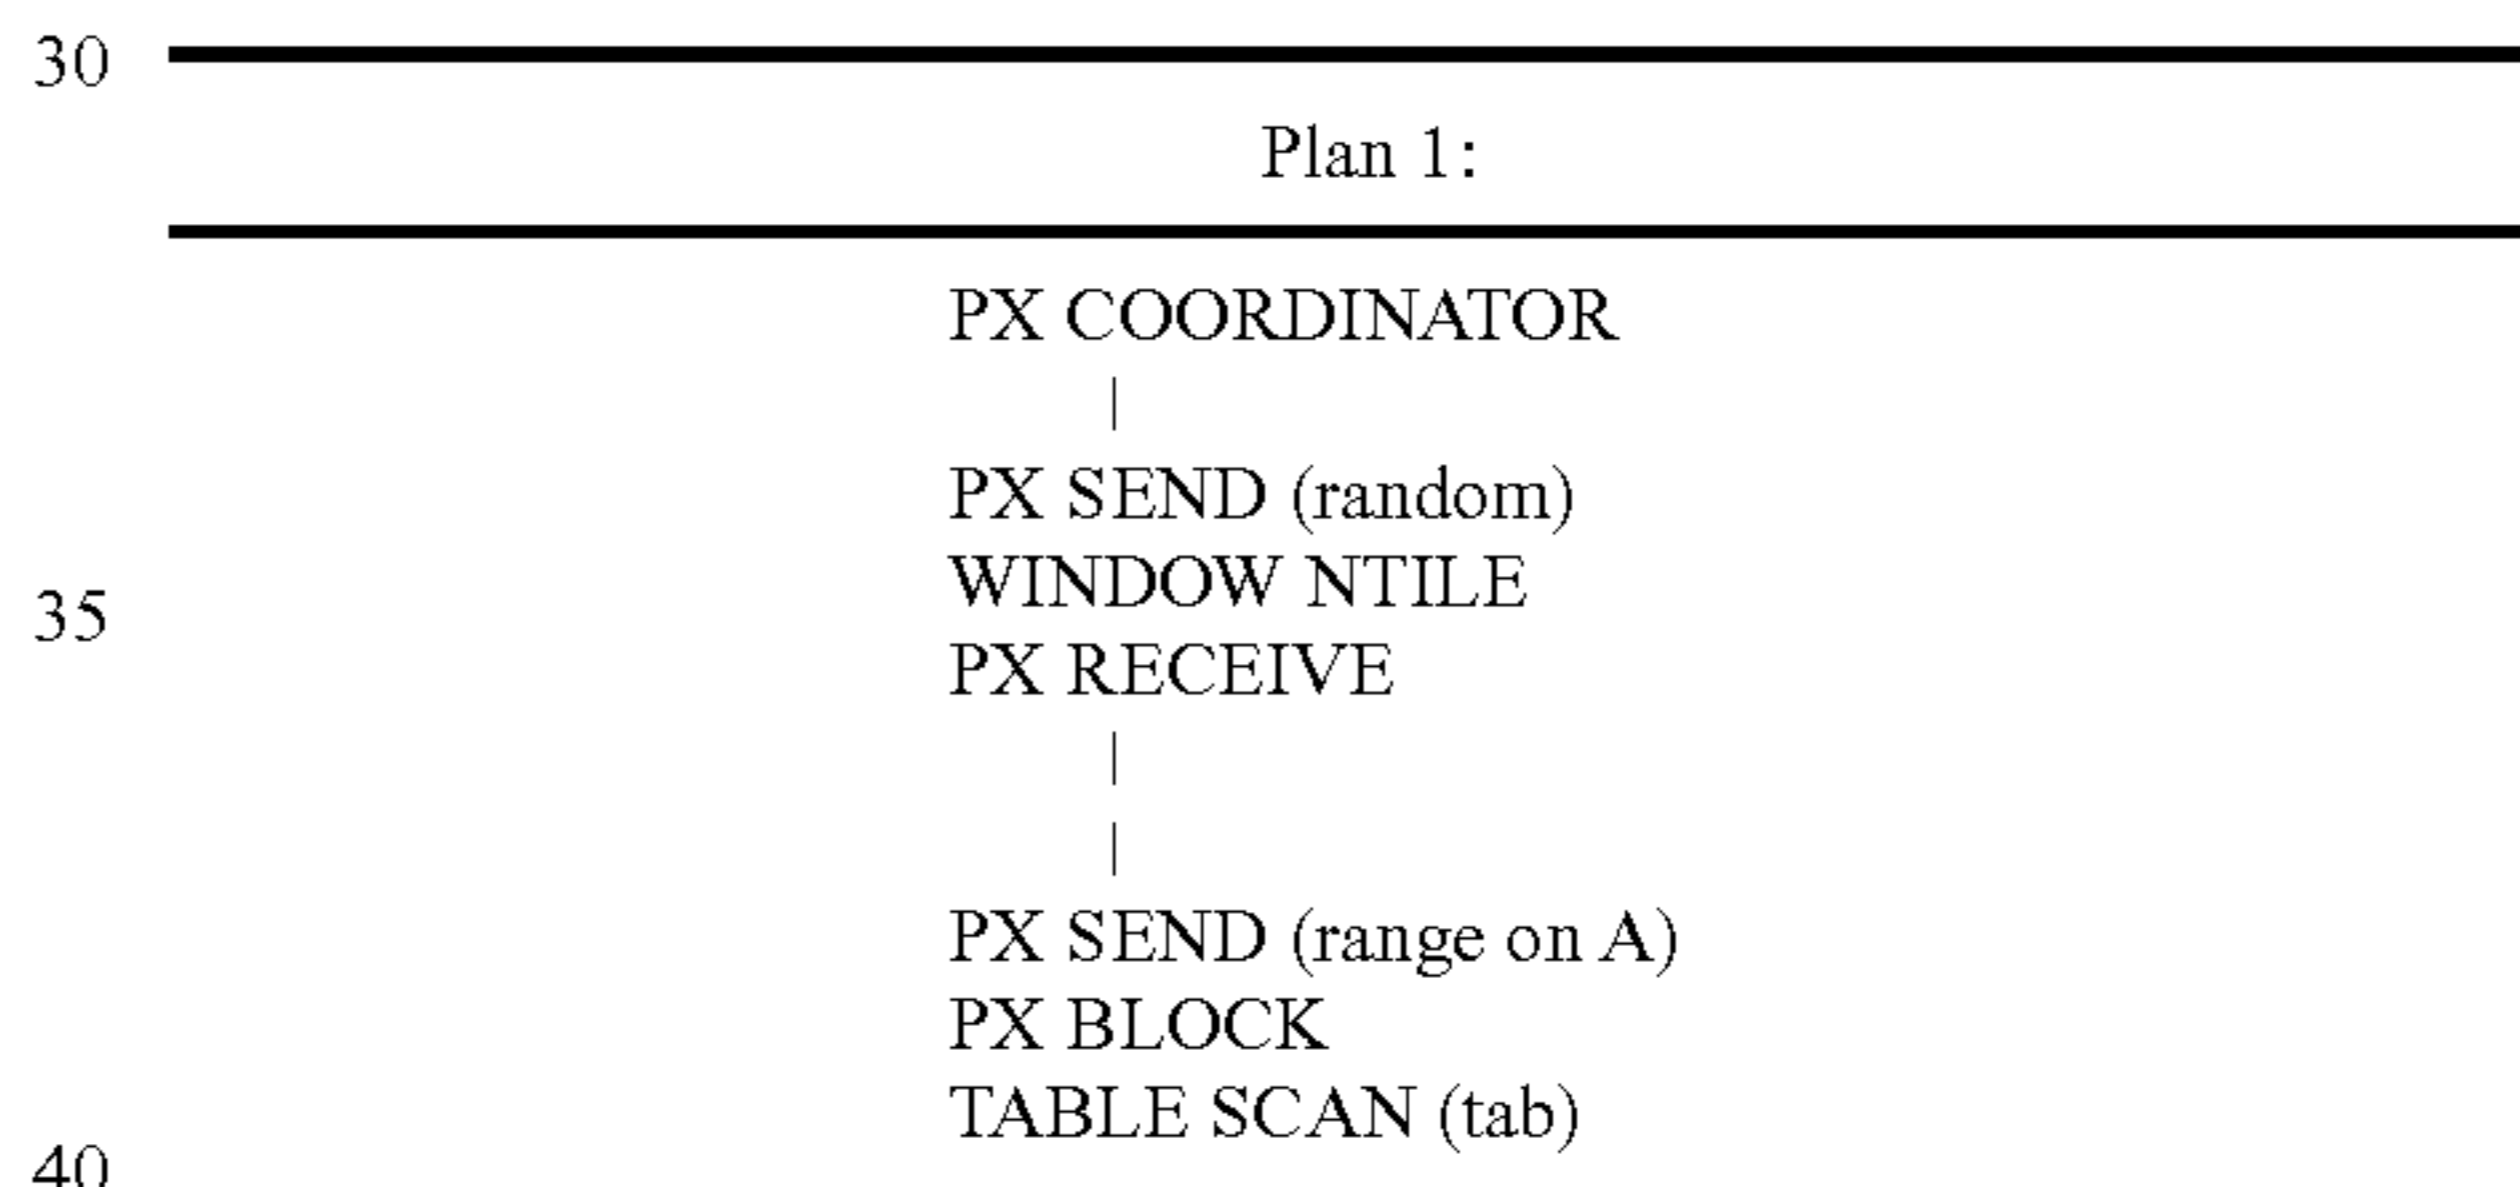 30
Plan 1:
PX COORDINATOR
|
PX SEND (random)
WINDOW NTILE
35
PX RECEIVE
|
|
PX SEND (range on A)
PX BLOCK
TABLE SCAN (tab)
40